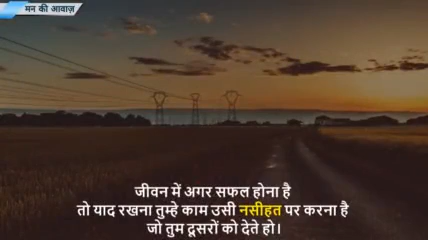 मन की आवाज़
जीवन में अगर सफल होना है
तो याद रखना तुम्हे काम उसी नसीहत पर करना है
जो तुम दूसरों को देते हो।